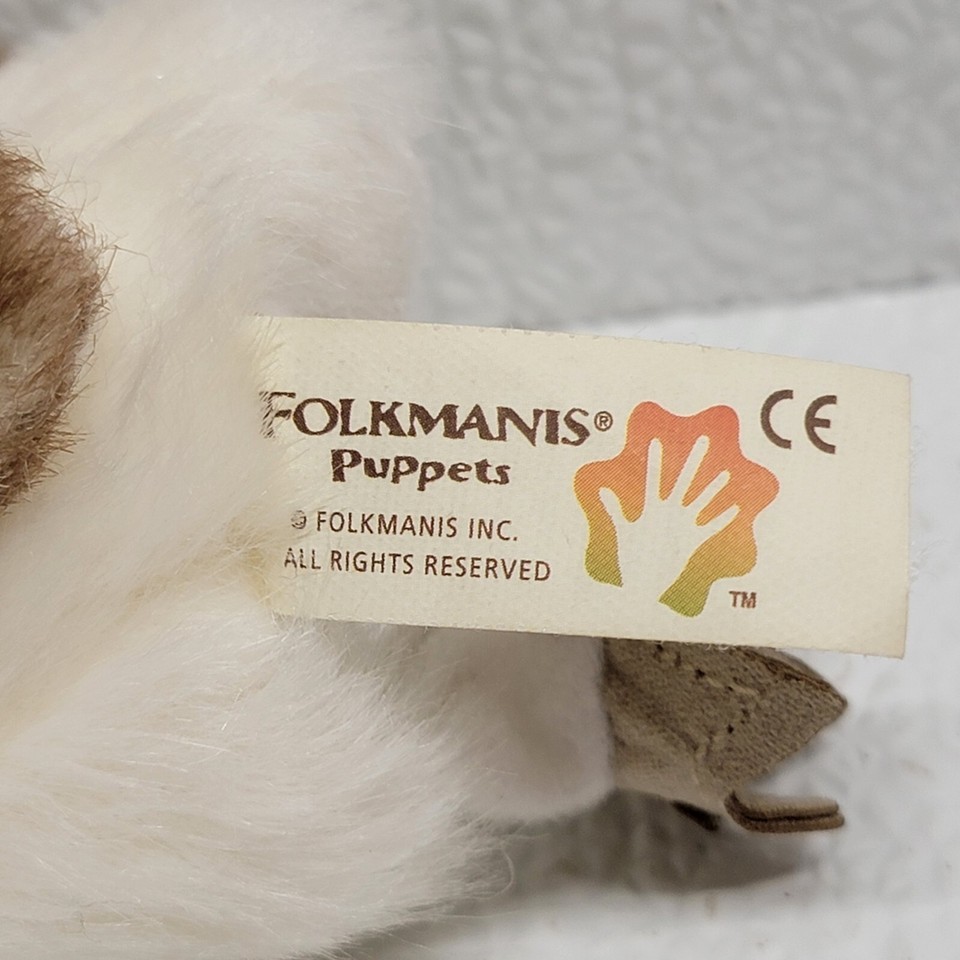 FOLKMANIS®
Puppets
© FOLKMANIS INC.
ALL RIGHTS RESERVED
CE
TM